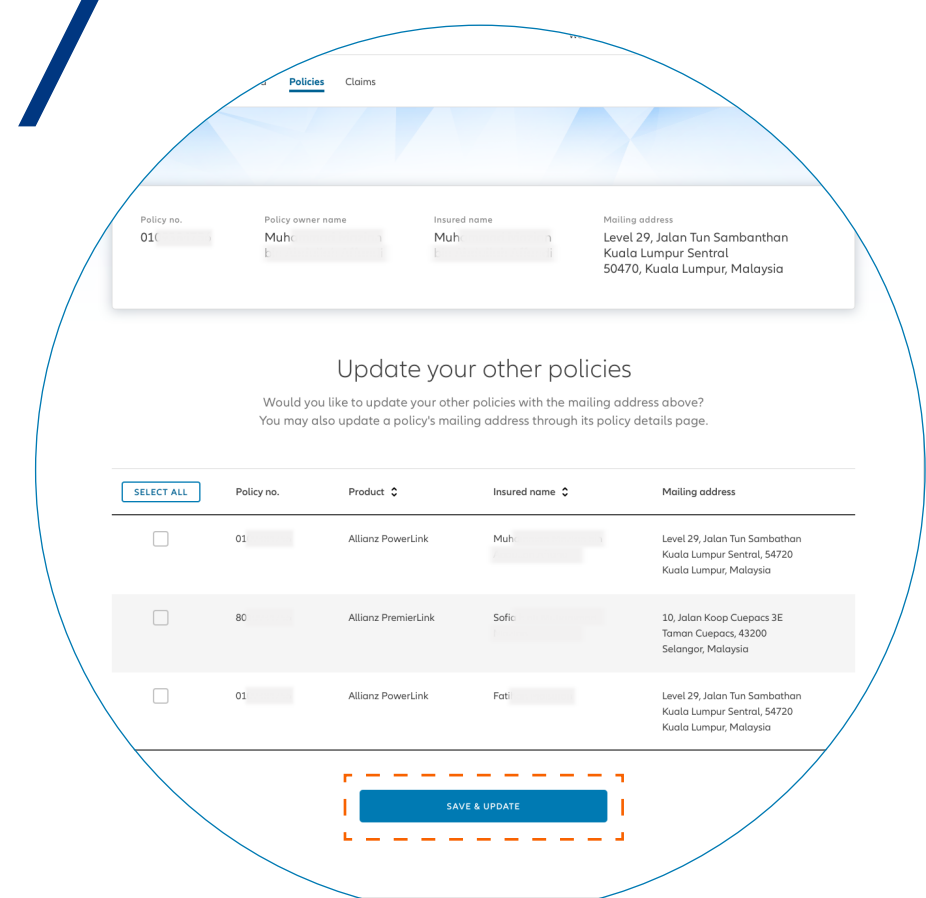 Policies Claims
Policy no. Policy owner name Insured name Mailing address
Level 29, Jalan Tun Sambanthan
Kuala Lumpur Sentral
50470, Kuala Lumpur, Malaysia
Update your other policies
Would you like to update your other policies with the mailing address above?
You may also update a policy's mailing address through its policy details page.
SELECT ALL Policy no. Product Insured name Mailing address
01 Allianz PowerLink Level 29, Jalan Tun Sambathan
Kuala Lumpur Sentral, 54720
Kuala Lumpur, Malaysia
80 Allianz PremierLink 10, Jalan Koop Cuepacs 3E
Taman Cuepacs, 43200
Selangor, Malaysia
01 Allianz PowerLink Level 29, Jalan Tun Sambathan
Kuala Lumpur Sentral, 54720
Kuala Lumpur, Malaysia
SAVE & UPDATE